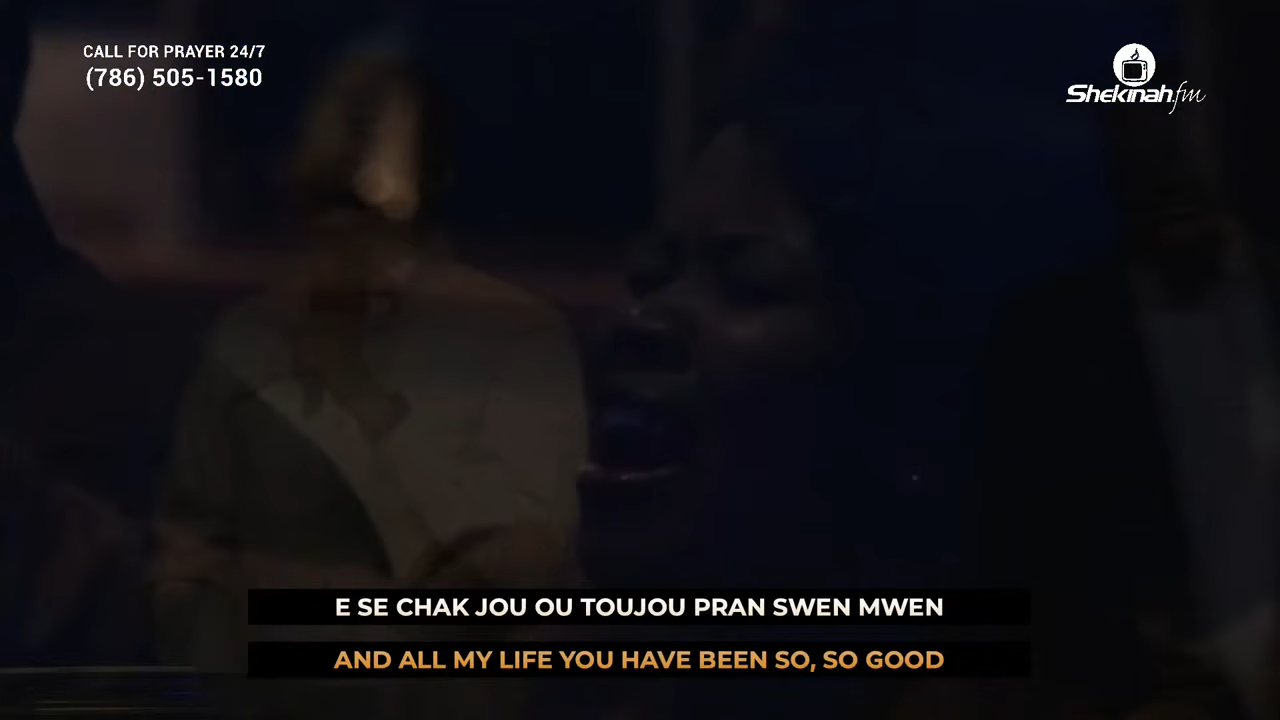 CALL FOR PRAYER 24/7
(786) 505-1580
Shekinah.fm
E SE CHAK JOU OU TOUJOU PRAN SWEN MWEN
AND ALL MY LIFE YOU HAVE BEEN SO, SO GOOD